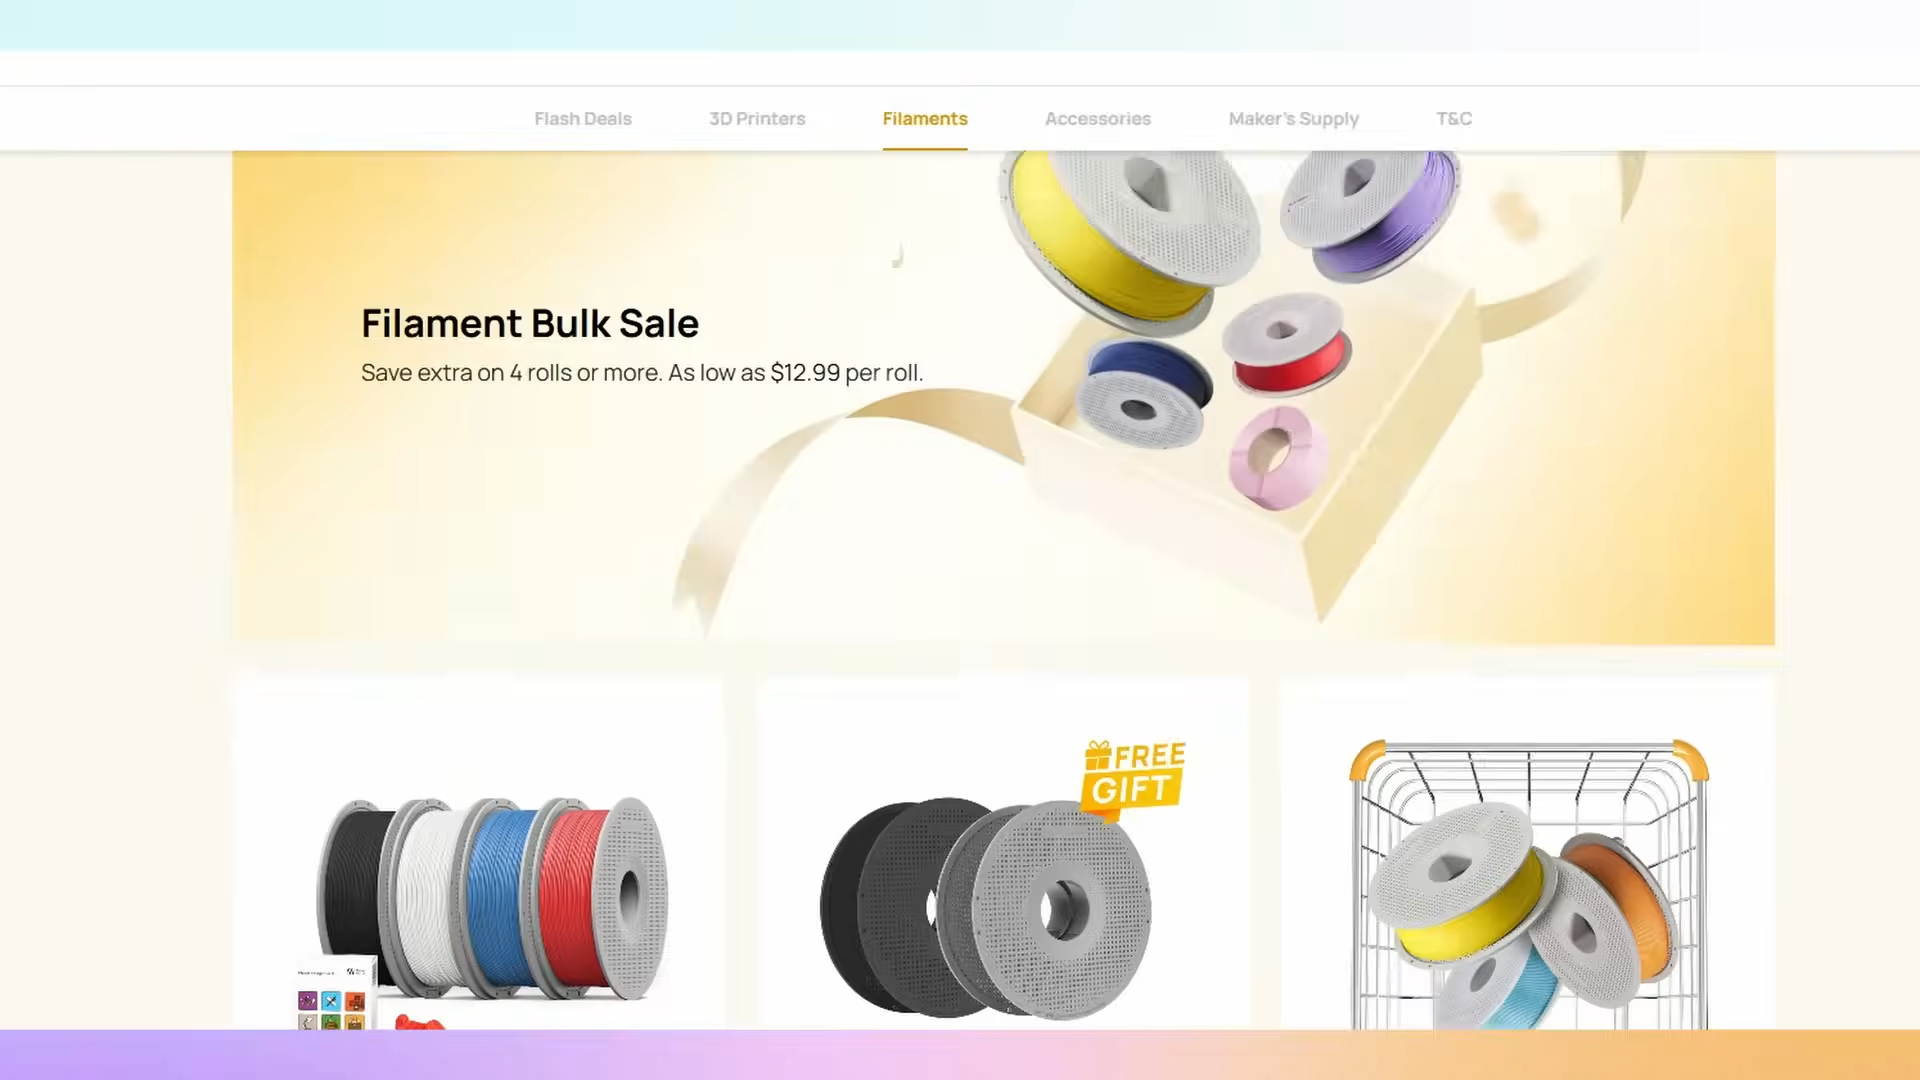 Flash Deals
3D Printers
Filaments
Accessories
Maker's Supply
T&C
Filament Bulk Sale
Save extra on 4 rolls or more. As low as $12.99 per roll.
FREE
GIFT